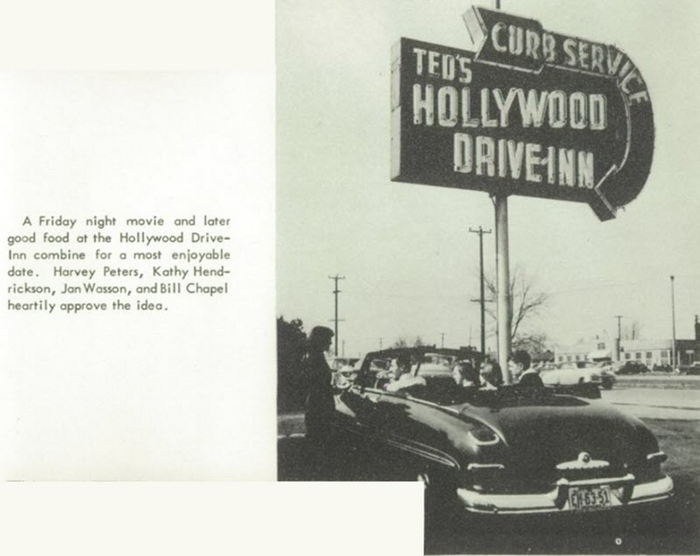 CURB SERVICE
TED'S
HOLLYWOOD
DRIVE-INN
A Friday night movie and later
good food at the Hollywood Drive-
Inn combine for a most enjoyable
date. Harvey Peters, Kathy Hend-
rickson, Jan Wasson, and Bill Chapel
heartily approve the idea.